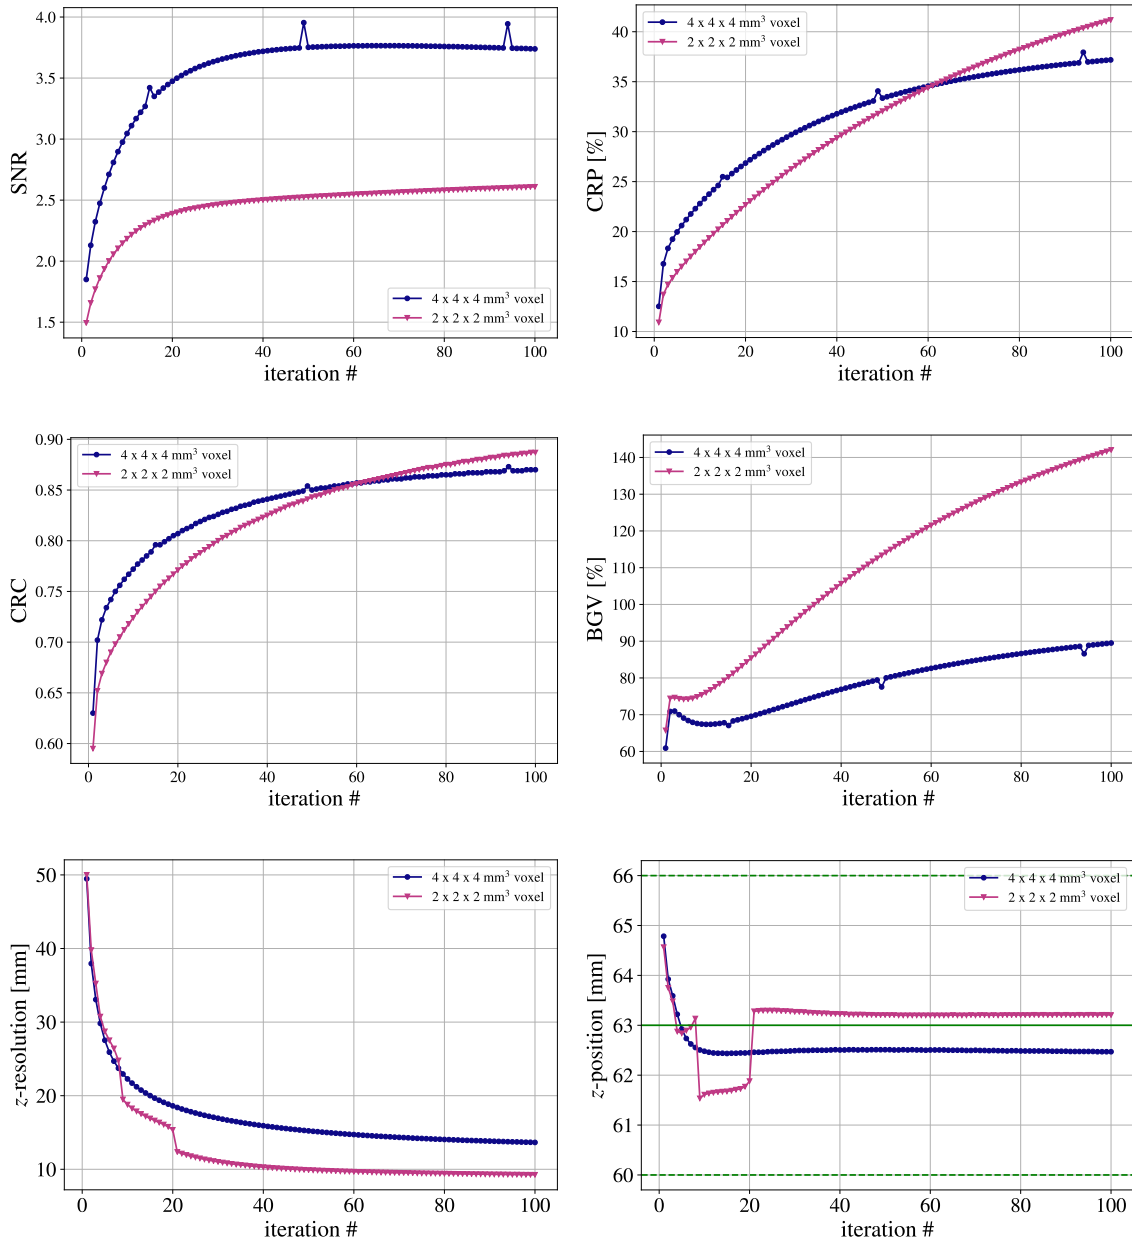 4.0
3.5
3.0
2.5
2.0
1.5
SNR
4 x 4 x 4 mm³ voxel
2 x 2 x 2 mm³ voxel
0 20 40 60 80 100
iteration #
40
35
30
25
20
15
10
CRP [%]
4 x 4 x 4 mm³ voxel
2 x 2 x 2 mm³ voxel
0 20 40 60 80 100
iteration #
0.90
0.85
0.80
0.75
0.70
0.65
0.60
CRC
4 x 4 x 4 mm³ voxel
2 x 2 x 2 mm³ voxel
0 20 40 60 80 100
iteration #
140
130
120
110
100
90
80
70
60
BGV [%]
4 x 4 x 4 mm³ voxel
2 x 2 x 2 mm³ voxel
0 20 40 60 80 100
iteration #
50
40
30
20
10
z-resolution [mm]
4 x 4 x 4 mm³ voxel
2 x 2 x 2 mm³ voxel
0 20 40 60 80 100
iteration #
66
65
64
63
62
61
60
z-position [mm]
4 x 4 x 4 mm³ voxel
2 x 2 x 2 mm³ voxel
0 20 40 60 80 100
iteration #